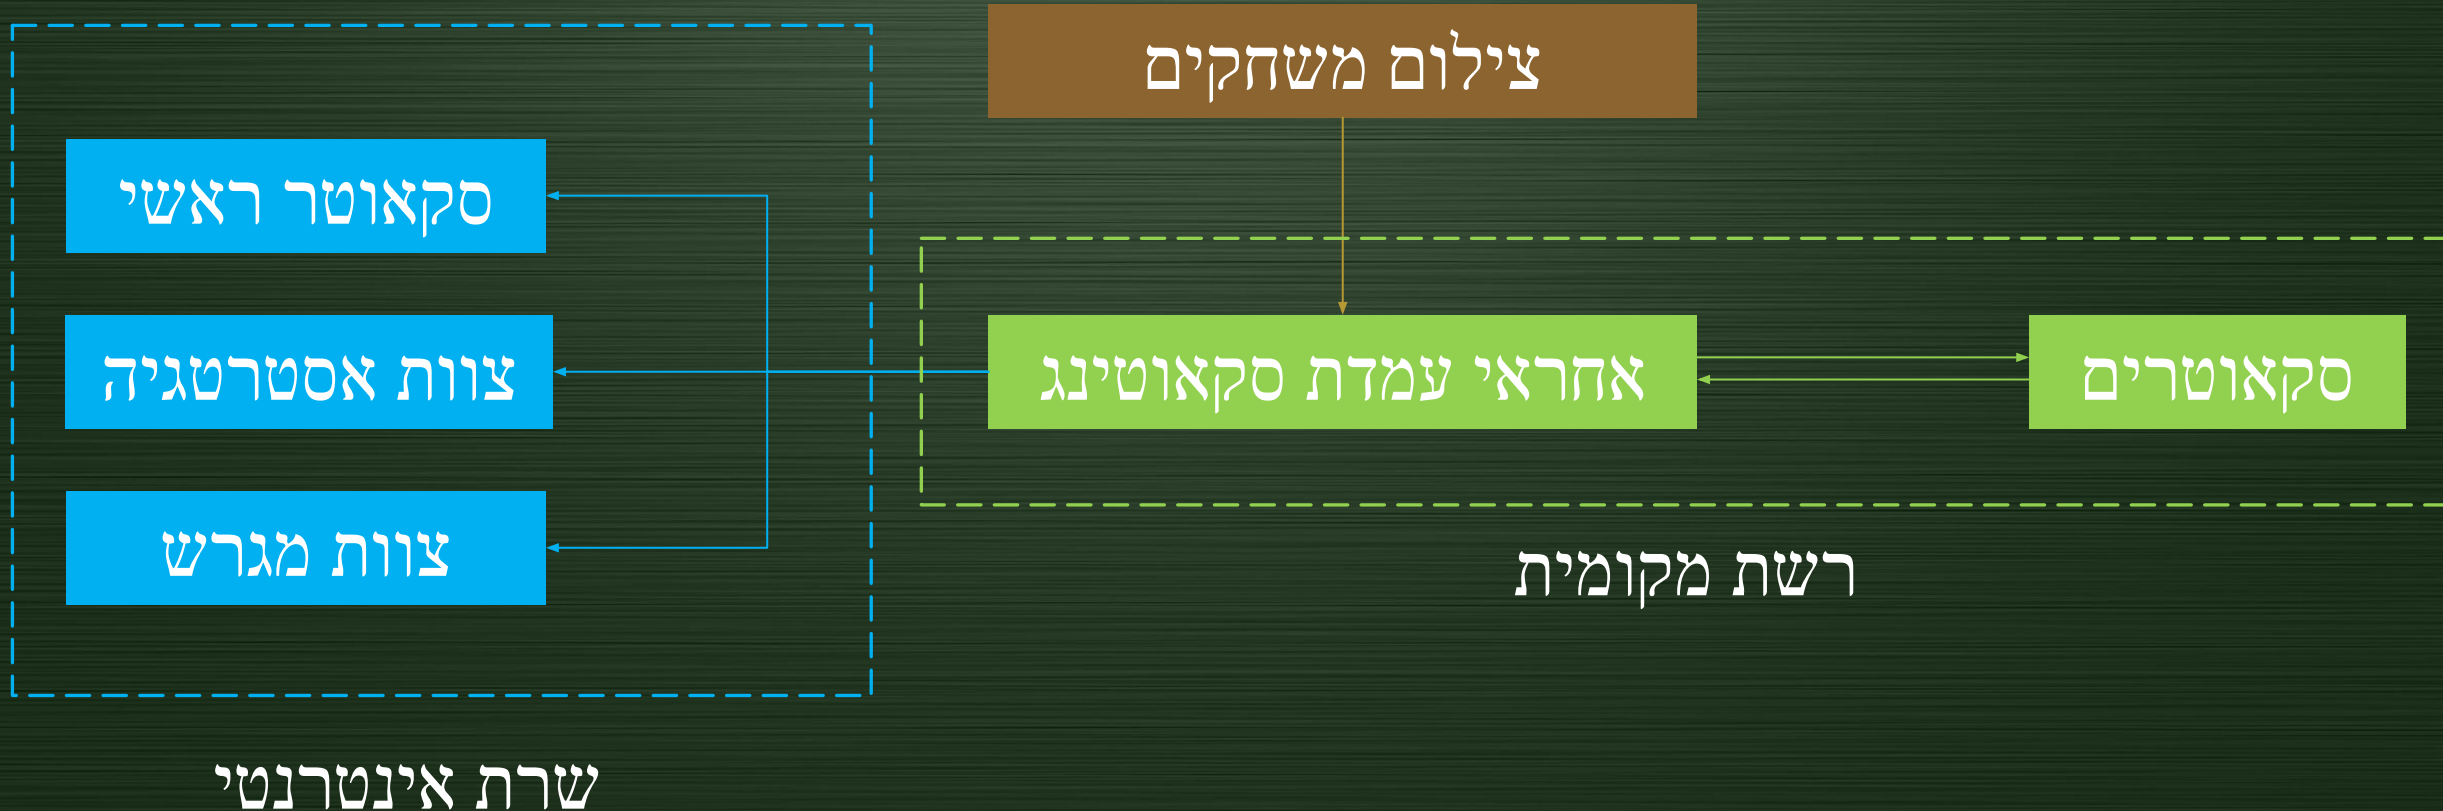 צילום משחקים
סקאוטרים
אחראי עמדת סקאוטינג
רשת מקומית
סקאוטר ראשי
צוות אסטרטגיה
צוות מגרש
שרת אינטרנטי